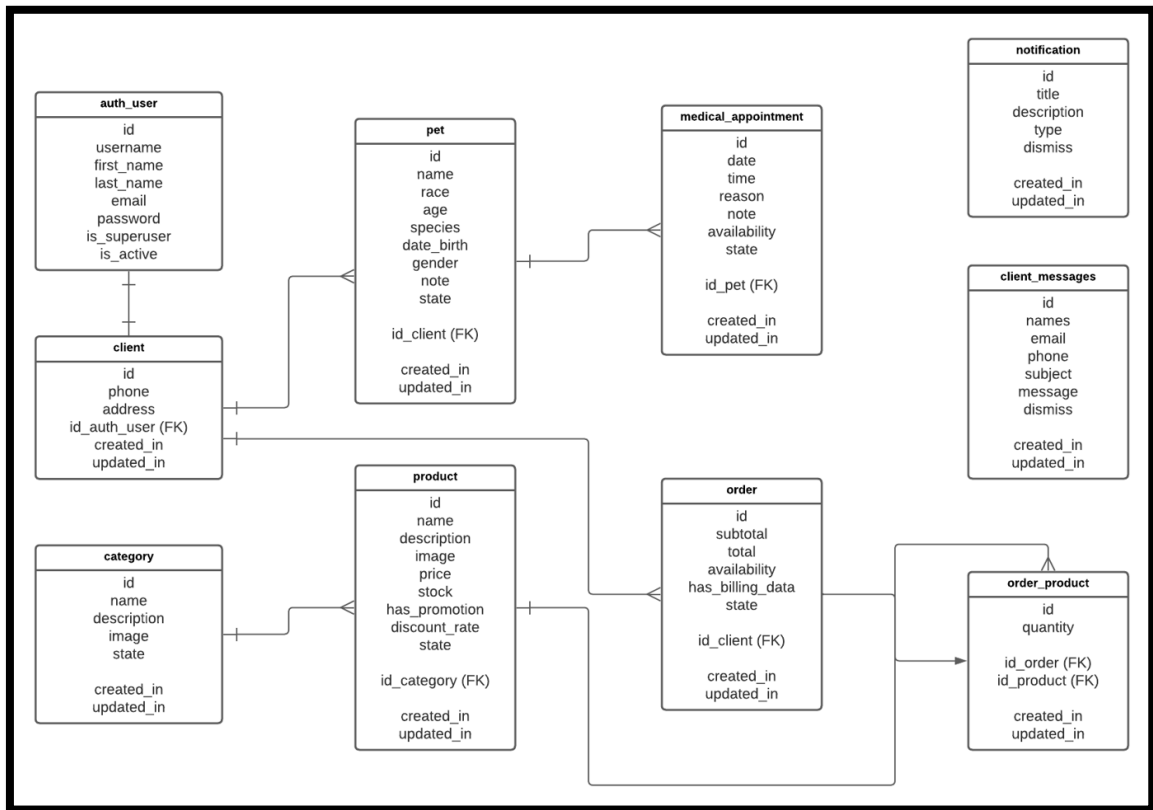 auth_user
id
username
first_name
last_name
email
password
is_superuser
is_active
client
id
phone
address
id_auth_user (FK)
created_in
updated_in
category
id
name
description
image
state
created_in
updated_in
pet
id
name
race
age
species
date_birth
gender
note
state
id_client (FK)
created_in
updated_in
product
id
name
description
image
price
stock
has_promotion
discount_rate
state
id_category (FK)
created_in
updated_in
medical_appointment
id
date
time
reason
note
availability
state
id_pet (FK)
created_in
updated_in
order
id
subtotal
total
availability
has_billing_data
state
id_client (FK)
created_in
updated_in
notification
id
title
description
type
dismiss
created_in
updated_in
client_messages
id
names
email
phone
subject
message
dismiss
created_in
updated_in
order_product
id
quantity
id_order (FK)
id_product (FK)
created_in
updated_in